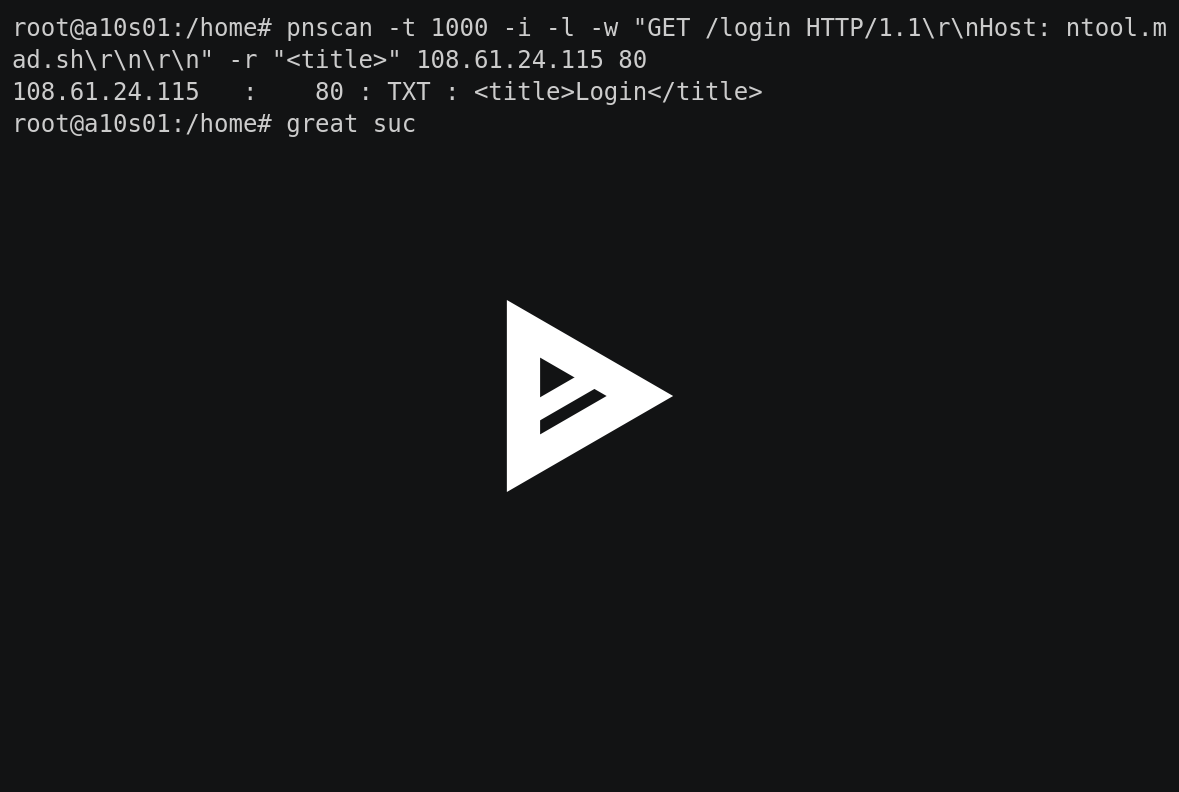 root@a10s01:/home# pnscan -t 1000 -i -l -w "GET /login HTTP/1.1\r\nHost: ntool.m
ad.sh\r\n\r\n" -r "<title>" 108.61.24.115 80
108.61.24.115   :    80 : TXT : <title>Login</title>
root@a10s01:/home# great suc